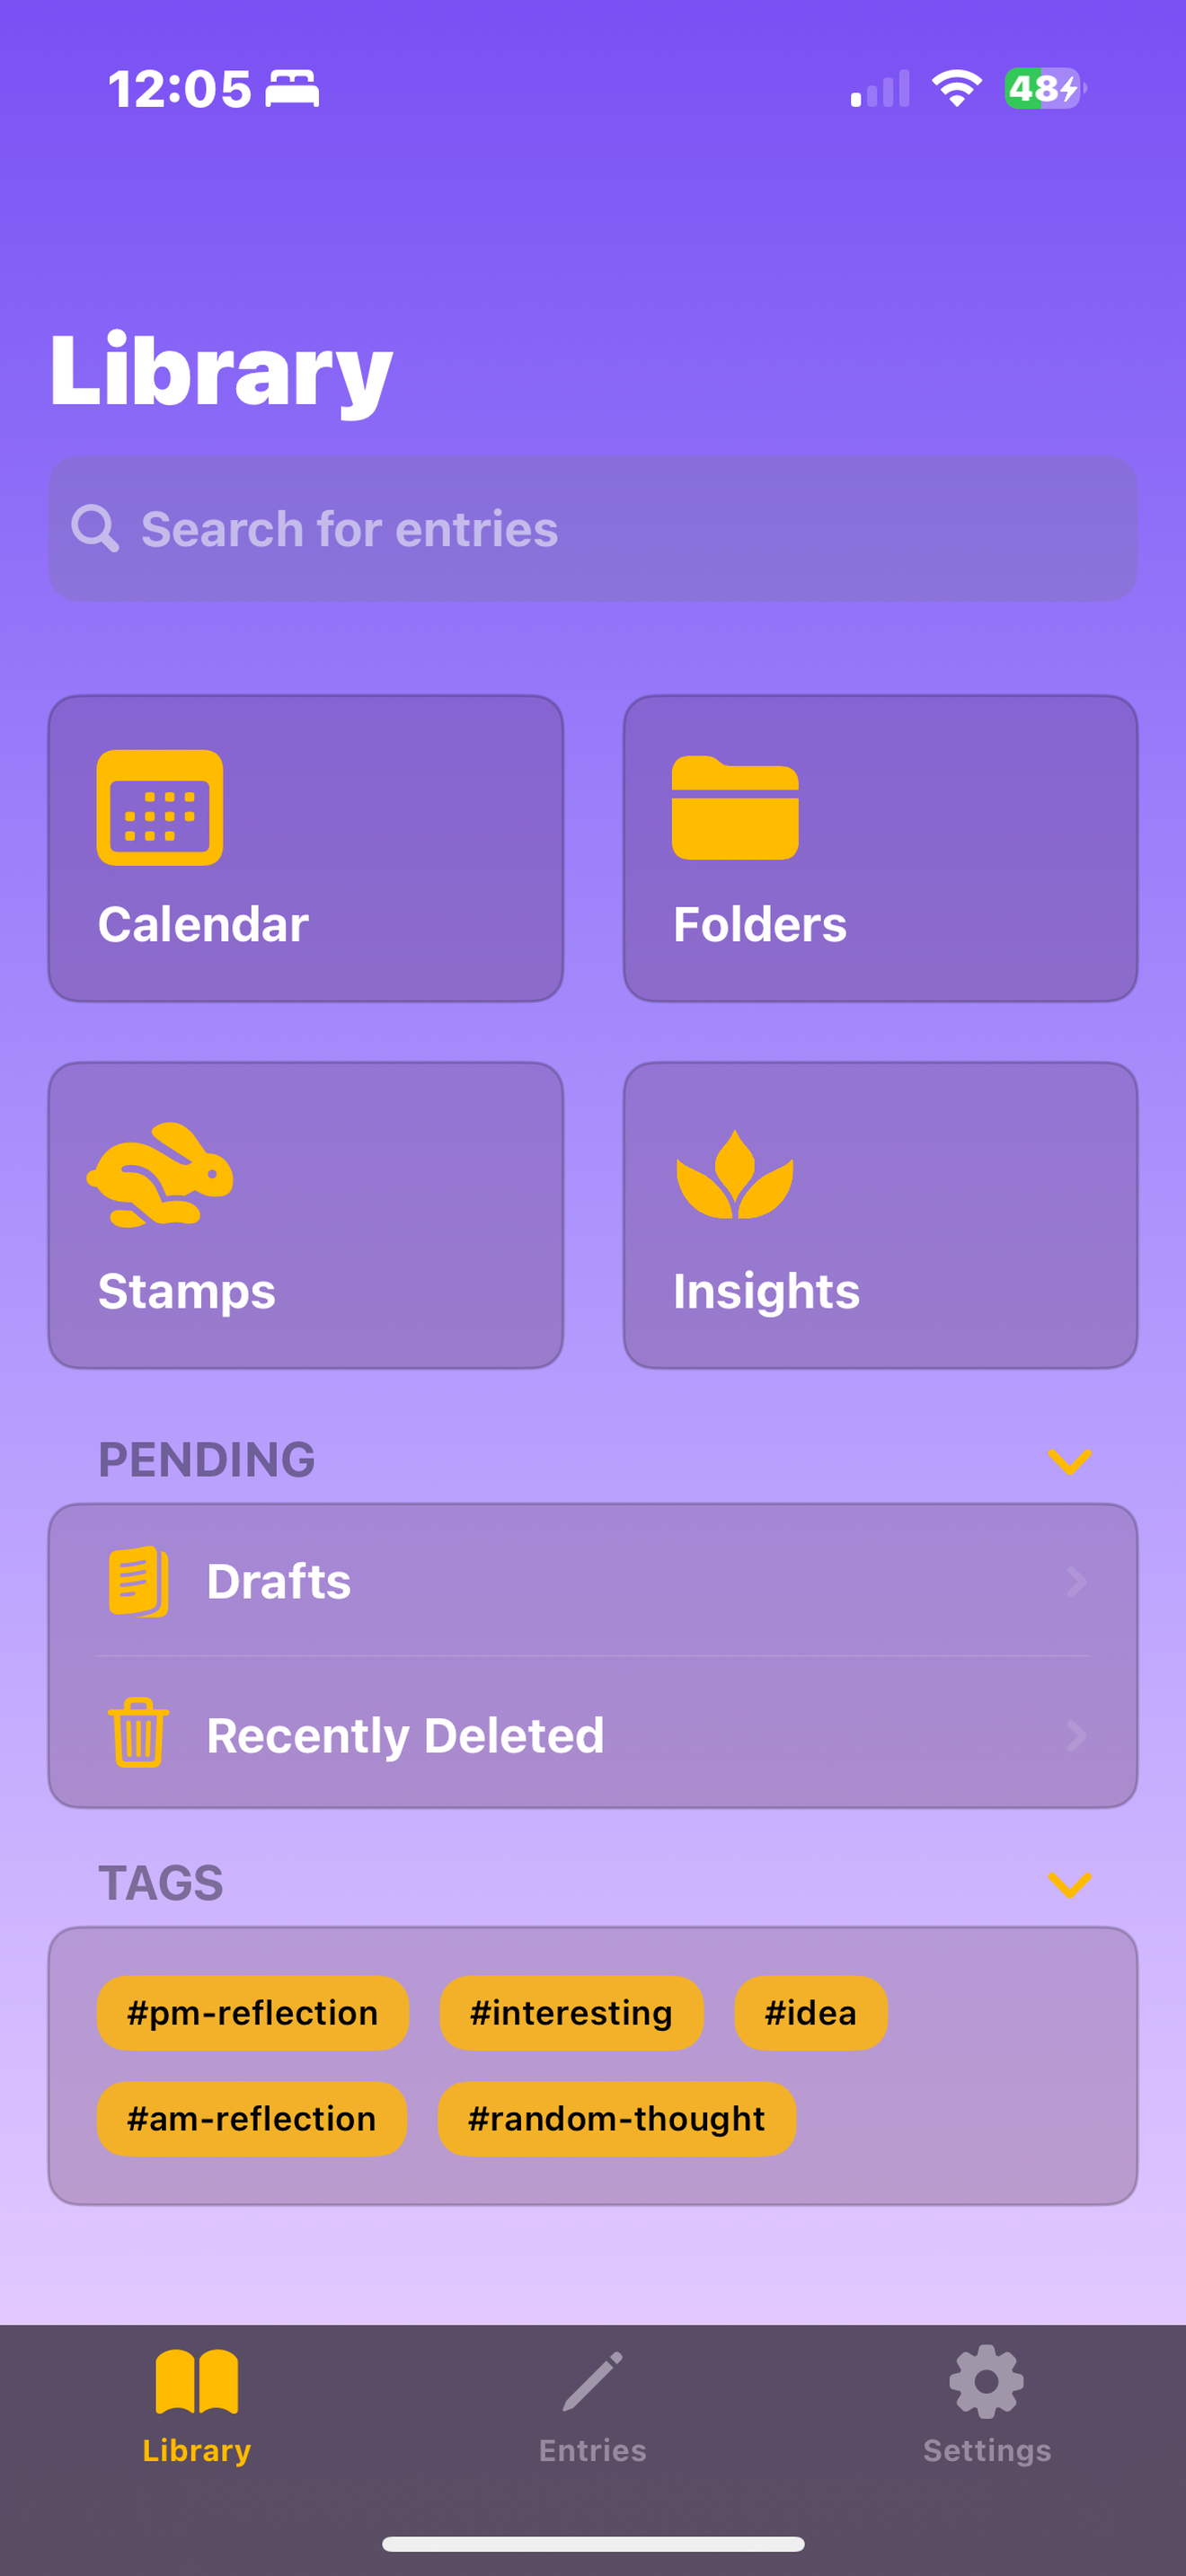 12:05
48
Library
Search for entries
Calendar
Folders
Stamps
Insights
PENDING
Drafts
Recently Deleted
TAGS
#pm-reflection #interesting #idea
#am-reflection #random-thought
Library Entries Settings